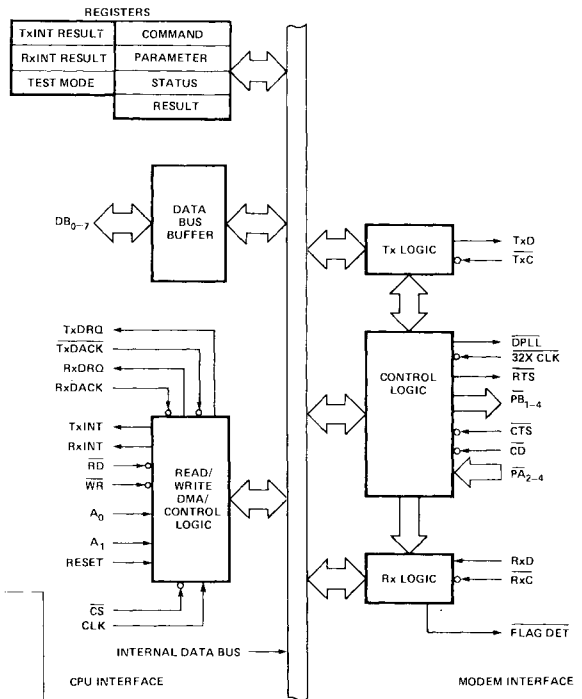 REGISTERS
TxINT RESULT COMMAND
RxINT RESULT PARAMETER
TEST MODE STATUS
RESULT
DB0–7
DATA
BUS
BUFFER
TxDRQ
TxDACK
RxDRQ
RxDACK
TxINT
RxINT
RD
WR
A0
A1
RESET
CS
CLK
READ/
WRITE
DMA/
CONTROL
LOGIC
INTERNAL DATA BUS
CPU INTERFACE
Tx LOGIC
TxD
TxC
CONTROL
LOGIC
DPLL
32X CLK
RTS
PB1–4
CTS
CD
PA2–4
Rx LOGIC
RxD
RxC
FLAG DET
MODEM INTERFACE